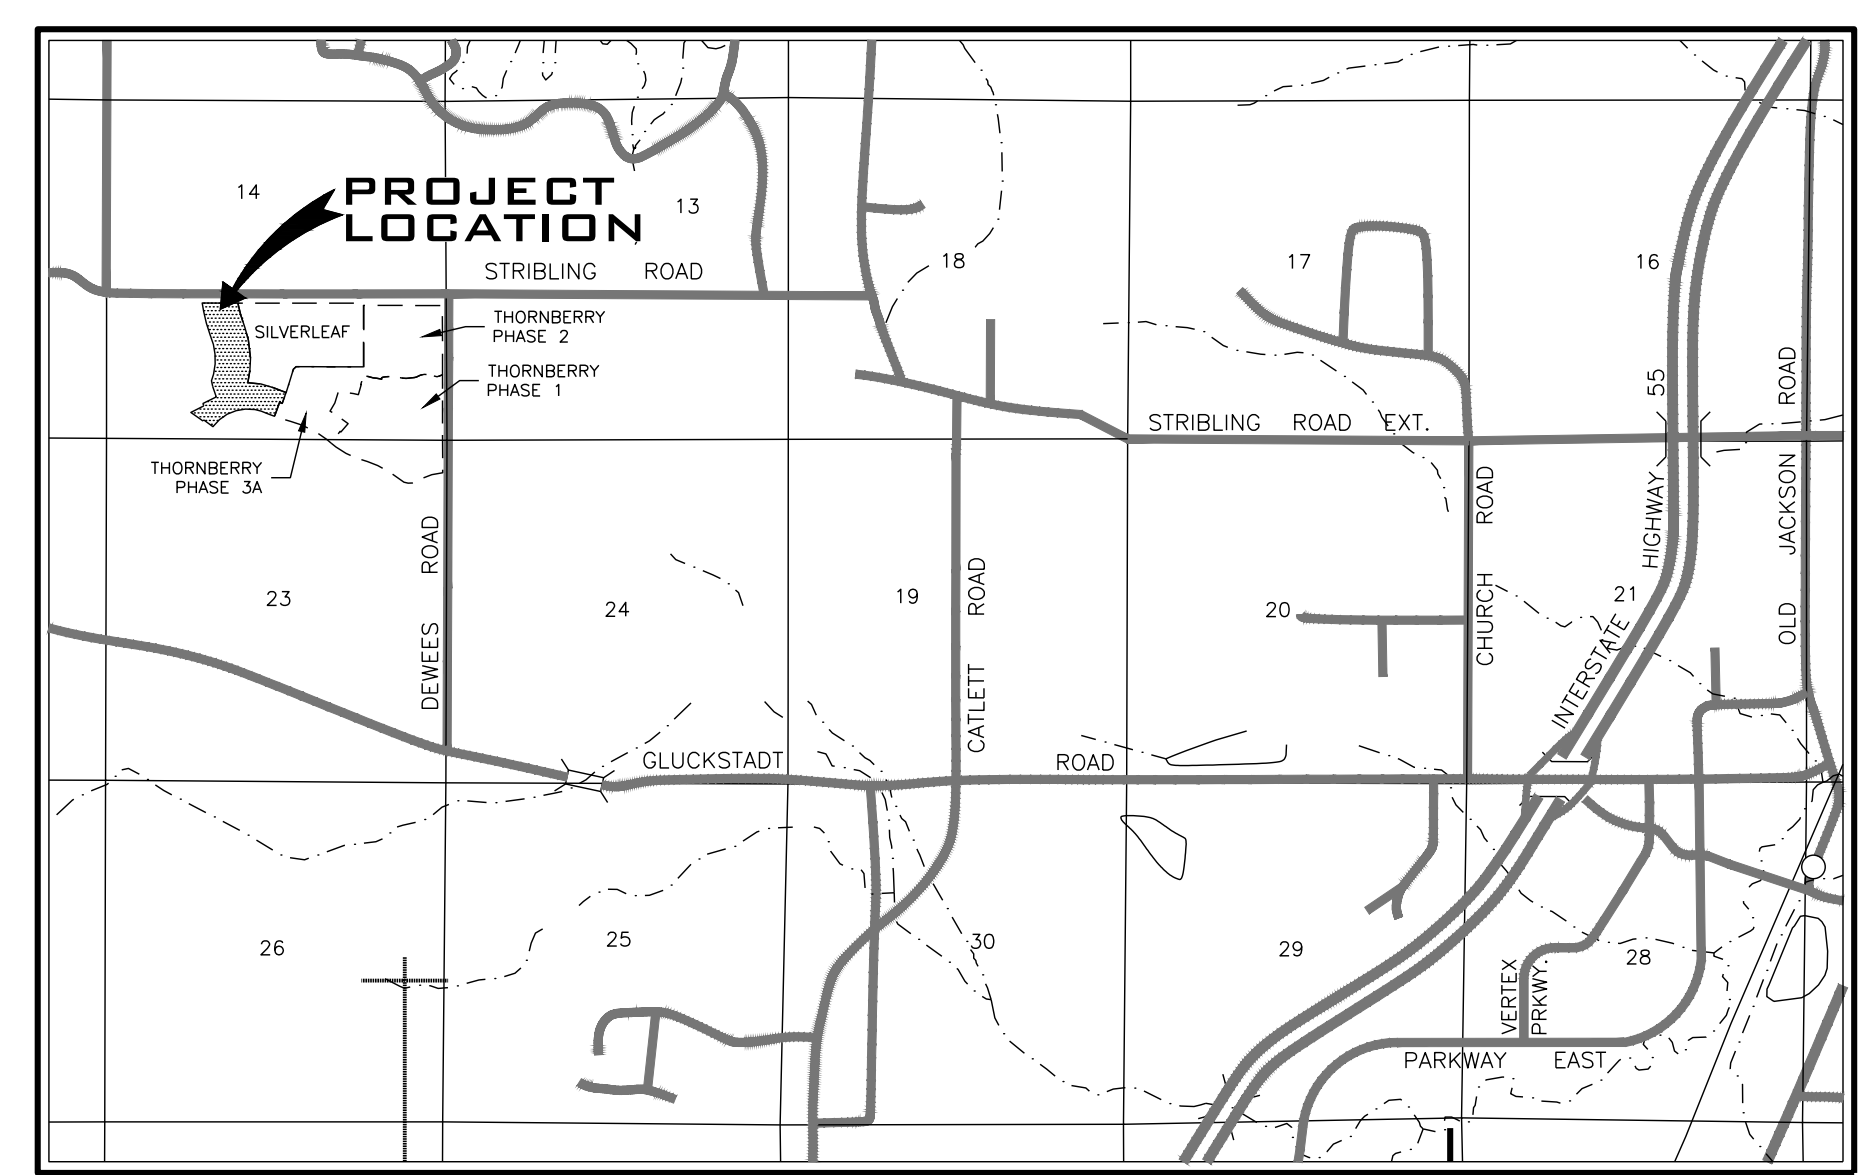 14
PROJECT
LOCATION
13
STRIBLING ROAD
18
17
16
SILVERLEAF
THORNBERRY
PHASE 2
THORNBERRY
PHASE 1
THORNBERRY
PHASE 3A
STRIBLING ROAD EXT.
INTERSTATE HIGHWAY 55
OLD JACKSON ROAD
DEWEES ROAD
CATLETT ROAD
CHURCH ROAD
23
24
19
20
21
GLUCKSTADT ROAD
26
25
30
29
28
VERTEX
PRKWY.
PARKWAY EAST